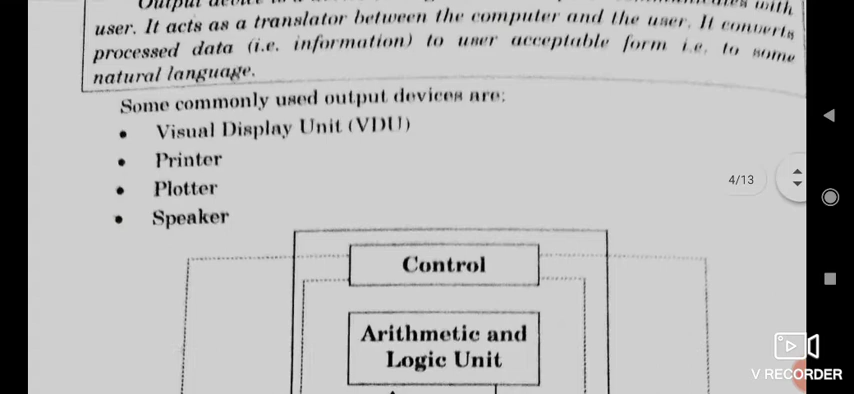 Output
with
user. It acts as a translator between the computer and the user. It converts
processed data (i.e. information) to user acceptable form i.e. to some
natural language.
Some commonly used output devices are:
• Visual Display Unit (VDU)
• Printer
• Plotter
• Speaker
4/13
Control
Arithmetic and
Logic Unit
V RECORDER